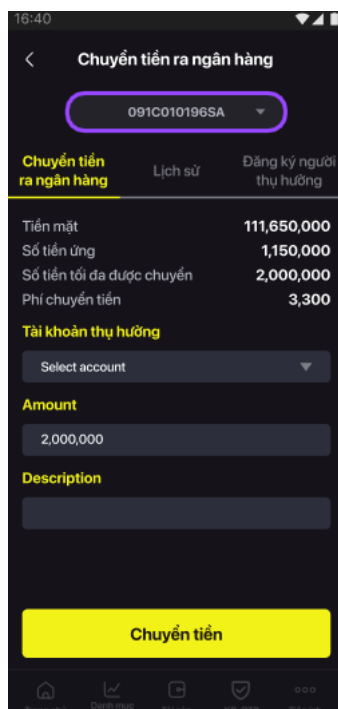 16:40
Chuyển tiền ra ngân hàng
091C010196SA
Chuyển tiền
ra ngân hàng
Lịch sử
Đăng ký người
thụ hưởng
Tiền mặt 111,650,000
Số tiền ứng 1,150,000
Số tiền tối đa được chuyển 2,000,000
Phí chuyển tiền 3,300
Tài khoản thụ hưởng
Select account
Amount
2,000,000
Description
Chuyển tiền
Danh mục